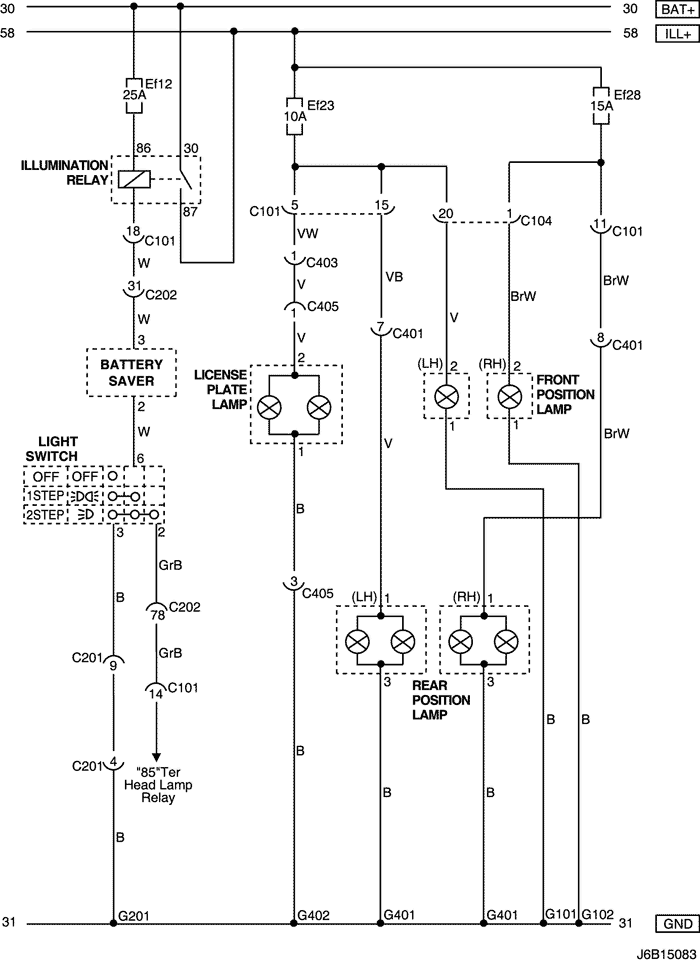 30
30
BAT+
58
58
ILL+
Ef12
25A
Ef23
10A
Ef28
15A
86
30
ILLUMINATION
RELAY
87
18
C101
W
31
C202
W
3
BATTERY
SAVER
2
W
6
C101
5
15
20
1
C104
11
C101
VW
1
C403
V
C405
1
V
VB
7
C401
V
V
BrW
BrW
8
C401
BrW
LICENSE
PLATE
LAMP
2
1
(LH)
2
1
(RH)
2
1
FRONT
POSITION
LAMP
LIGHT
SWITCH
OFF
OFF
1STEP
2STEP
3
2
B
GrB
C202
78
GrB
C201
9
C101
14
C201
4
"85"Ter
Head Lamp
Relay
B
B
3
C405
B
(LH)
1
3
(RH)
1
3
REAR
POSITION
LAMP
B
B
B
B
31
G201
G402
G401
G401
G101
G102
31
GND
J6B15083